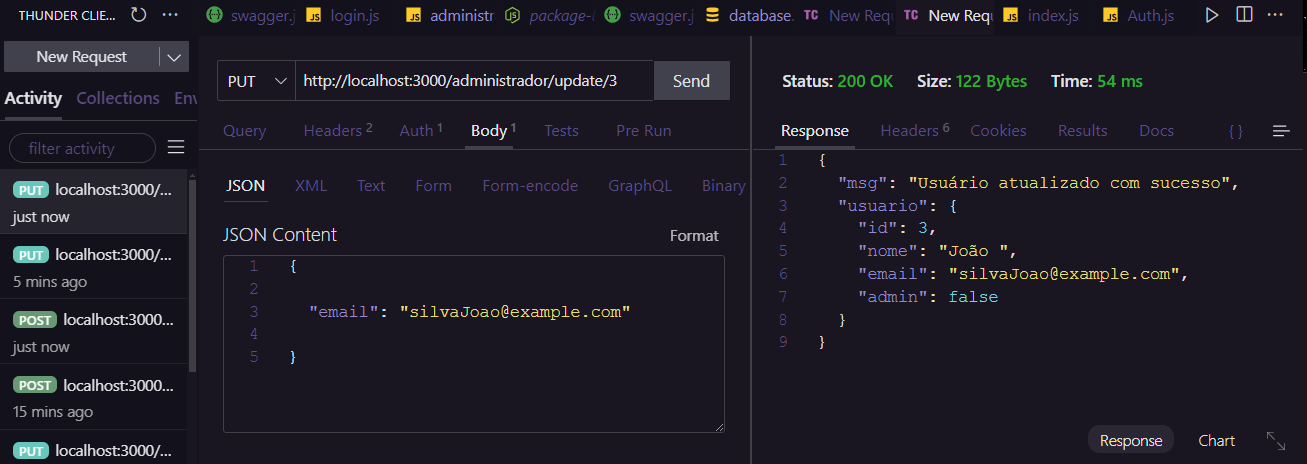 THUNDER CLIE...
swagger.j
login.js
administr
package-l
swagger.j
database.
TC New Req
TC New Req
index.js
Auth.js
New Request
Activity Collections Env
filter activity
PUT localhost:3000/...
just now
PUT localhost:3000/...
5 mins ago
POST localhost:3000...
just now
POST localhost:3000...
15 mins ago
PUT localhost:3000/...
PUT http://localhost:3000/administrador/update/3 Send
Query Headers 2 Auth 1 Body 1 Tests Pre Run
JSON XML Text Form Form-encode GraphQL Binary
JSON Content Format
1 {
2
3 "email": "silvaJoao@example.com"
4
5 }
Status: 200 OK Size: 122 Bytes Time: 54 ms
Response Headers 6 Cookies Results Docs { }
1 {
2 "msg": "Usuário atualizado com sucesso",
3 "usuario": {
4 "id": 3,
5 "nome": "João ",
6 "email": "silvaJoao@example.com",
7 "admin": false
8 }
9 }
Response Chart